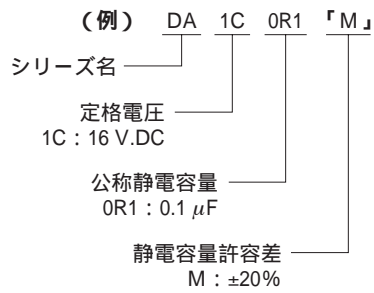 (例) DA 1C 0R1 「M」
シリーズ名
定格電圧
1C：16 V.DC
公称静電容量
0R1：0.1 μF
静電容量許容差
M：±20%